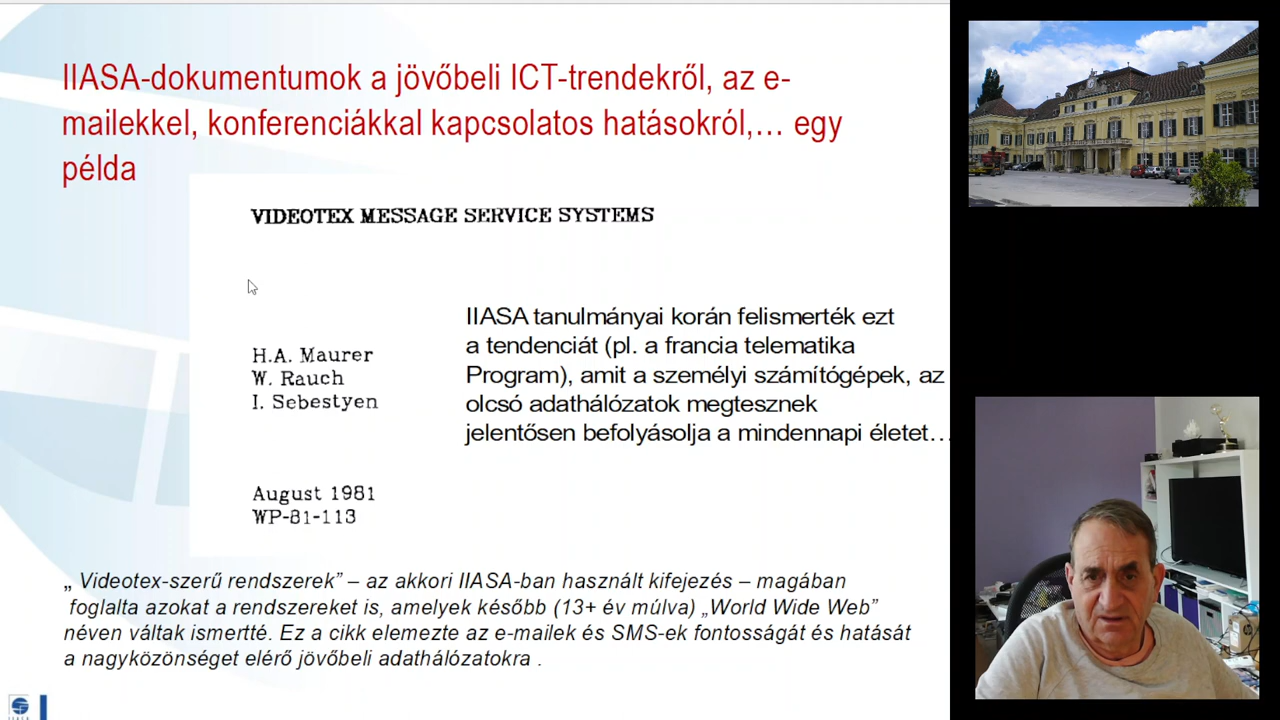 IIASA-dokumentumok a jövőbeli ICT-trendekről, az e-
mailekkel, konferenciákkal kapcsolatos hatásokról,… egy
példa
VIDEOTEX MESSAGE SERVICE SYSTEMS
H.A. Maurer
W. Rauch
I. Sebestyen
IIASA tanulmányai korán felismerték ezt
a tendenciát (pl. a francia telematika
Program), amit a személyi számítógépek, az
olcsó adathálózatok megtesznek
jelentősen befolyásolja a mindennapi életet…
August 1981
WP-81-113
„ Videotex-szerű rendszerek” – az akkori IIASA-ban használt kifejezés – magában
foglalta azokat a rendszereket is, amelyek később (13+ év múlva) „World Wide Web”
néven váltak ismertté. Ez a cikk elemezte az e-mailek és SMS-ek fontosságát és hatását
a nagyközönséget elérő jövőbeli adathálózatokra .
IIASA